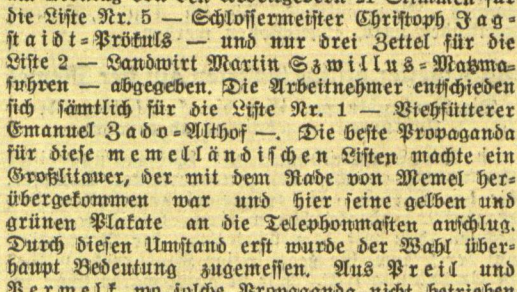 die Liste Nr. 5 — Schlossermeister Christoph Jag-
staidt-Prökuls — und nur drei Zettel für die
Liste 2 — Landwirt Martin Szwillus-Matzma-
suhren — abgegeben. Die Arbeitnehmer entschieden
sich sämtlich für die Liste Nr. 1 — Viehfütterer
Emanuel Zado-Althof —. Die beste Propaganda
für diese memelländischen Listen machte ein
Großlitauer, der mit dem Rade von Memel her-
übergekommen war und hier seine gelben und
grünen Plakate an die Telephonmasten anschlug.
Durch diesen Umstand erst wurde der Wahl über-
haupt Bedeutung zugemessen. Aus Preil und